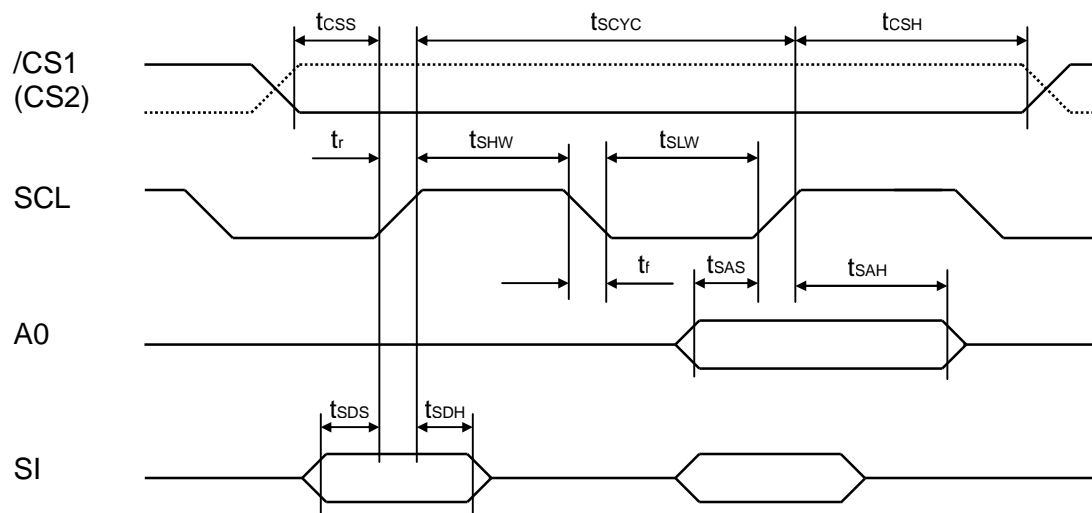 tCSS tSCYC tCSH
/CS1
(CS2)
tr tSHW tSLW
SCL
tf tSAS tSAH
A0
tSDS tSDH
SI